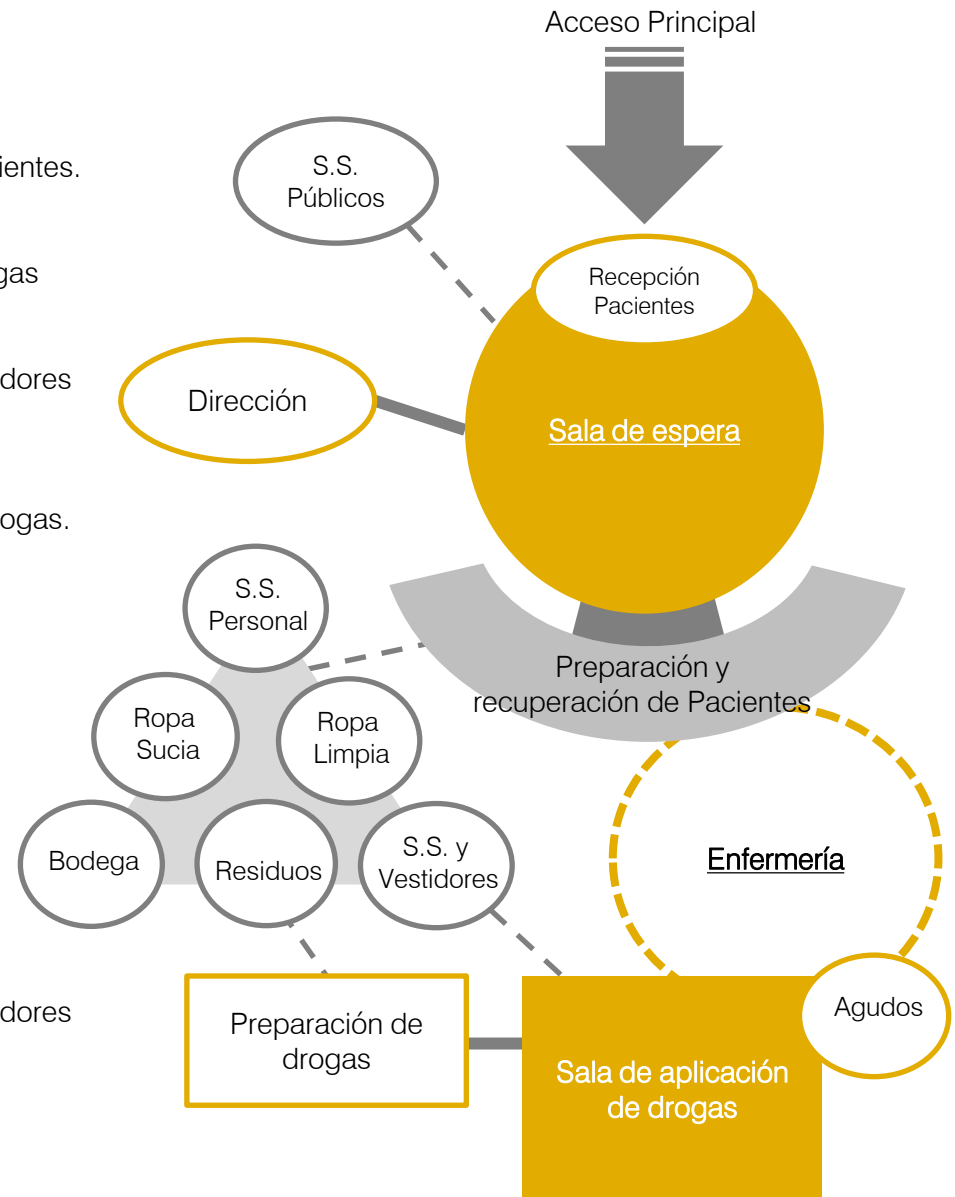 Acceso Principal
ientes.
S.S.
Públicos
gas
Recepción
Pacientes
dores
Dirección
Sala de espera
ogas.
S.S.
Personal
Preparación y
recuperación de Pacientes
Ropa
Sucia
Ropa
Limpia
Bodega
Residuos
S.S. y
Vestidores
Enfermería
dores
Agudos
Preparación de
drogas
Sala de aplicación
de drogas